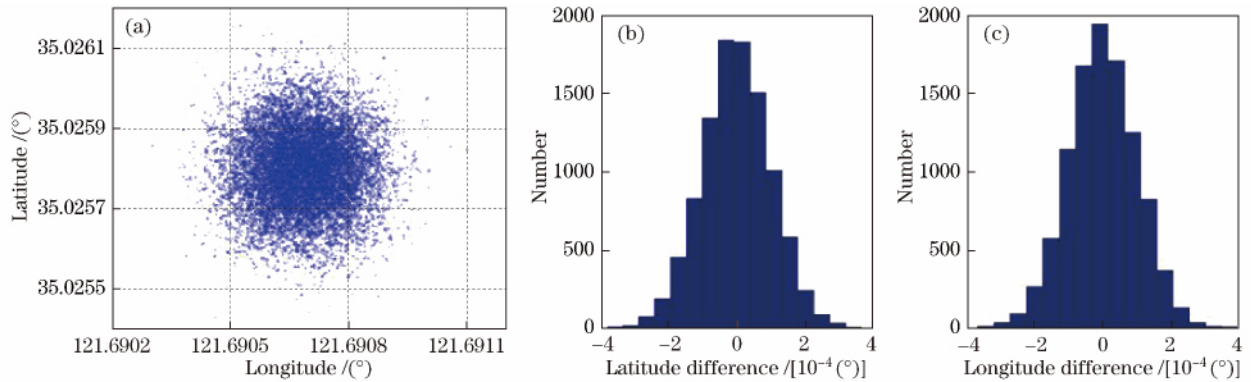 (a)
35.0261
35.0259
35.0257
35.0255
Latitude /(°)
121.6902 121.6905 121.6908 121.6911
Longitude /(°)
(b)
2000
1500
1000
500
0
Number
−4 −2 0 2 4
Latitude difference /[10⁻⁴ (°)]
(c)
2000
1500
1000
500
0
Number
−4 −2 0 2 4
Longitude difference /[10⁻⁴ (°)]